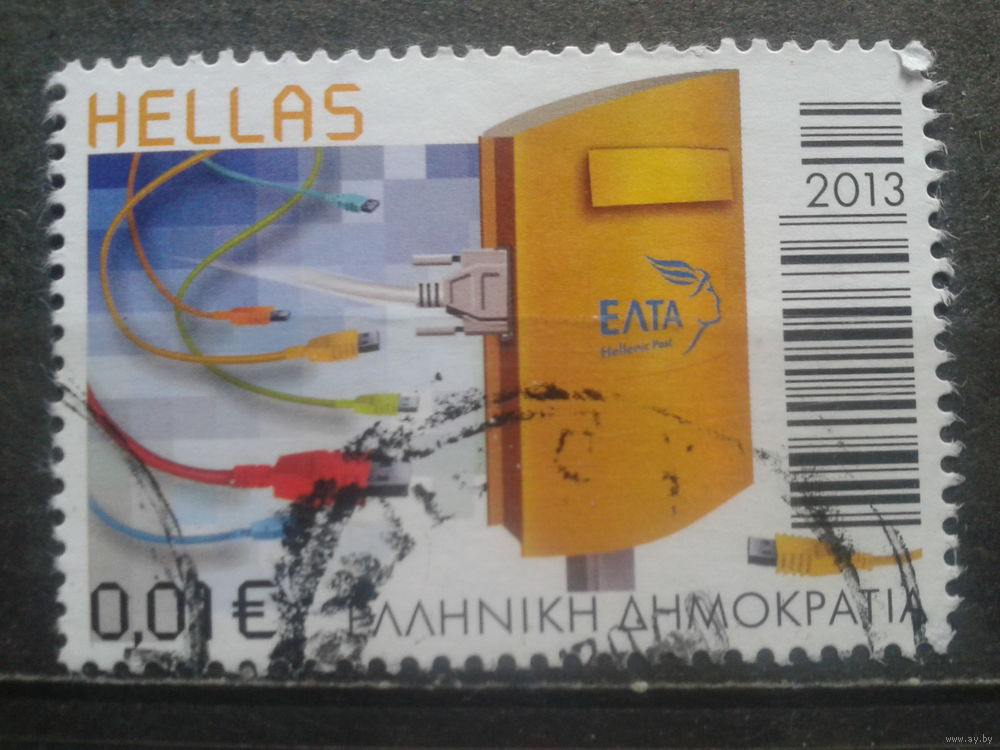 HELLAS
2013
ΕΛΤΑ
Hellenic Post
0,01 €
ΕΛΛΗΝΙΚΗ ΔΗΜΟΚΡΑΤΙΑ
www.ay.by